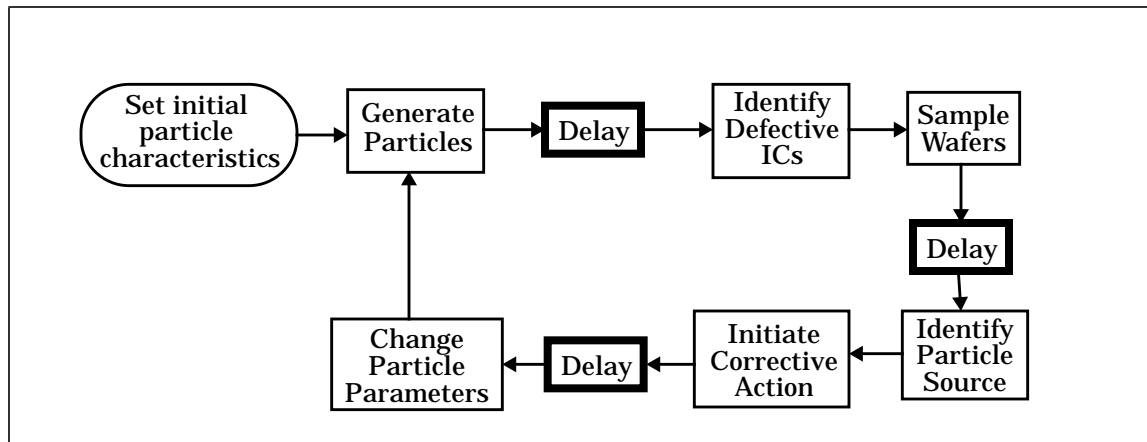 Set initial
particle
characteristics
Generate
Particles
Delay
Identify
Defective
ICs
Sample
Wafers
Delay
Identify
Particle
Source
Initiate
Corrective
Action
Delay
Change
Particle
Parameters